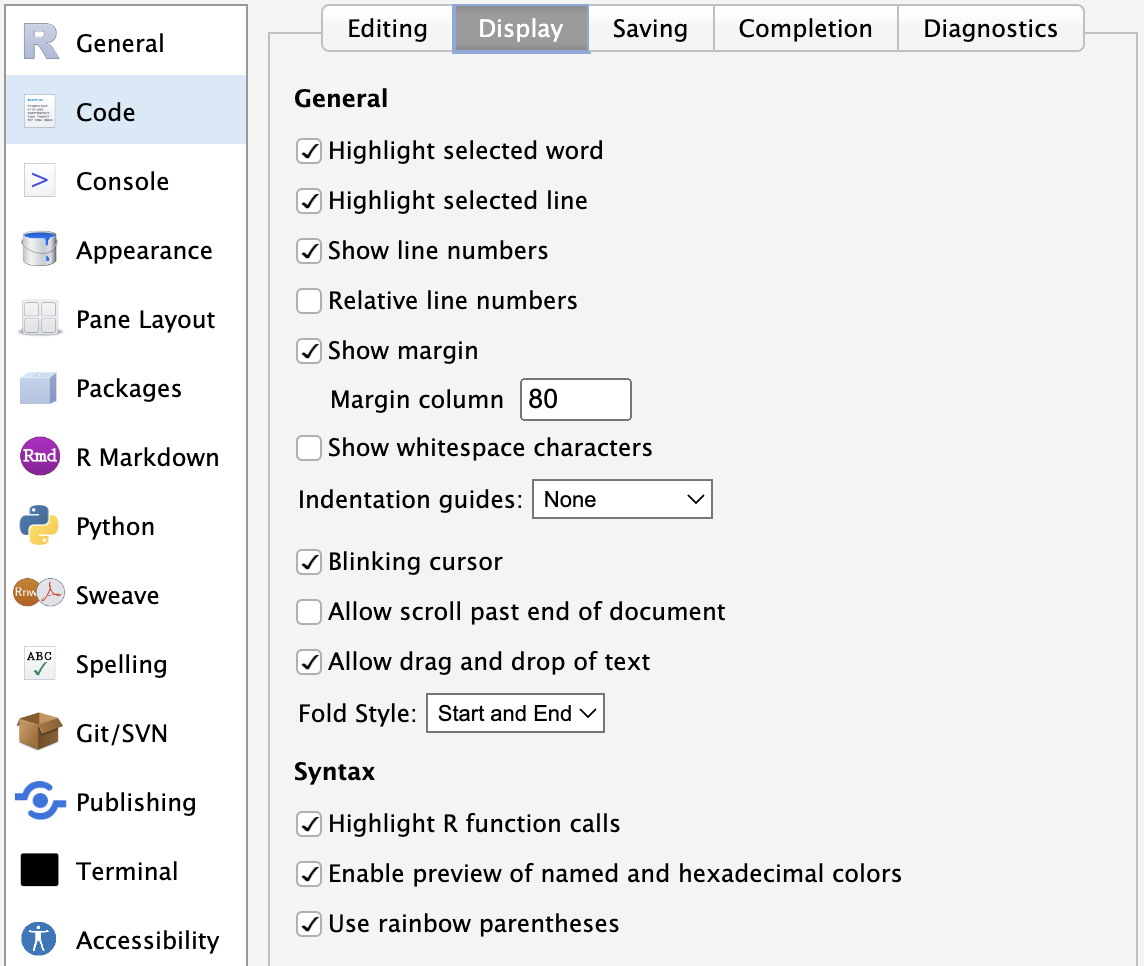 General
Code
Console
Appearance
Pane Layout
Packages
Rmd R Markdown
Python
Rnw Sweave
ABC Spelling
Git/SVN
Publishing
Terminal
Accessibility
Editing Display Saving Completion Diagnostics
General
Highlight selected word
Highlight selected line
Show line numbers
Relative line numbers
Show margin
Margin column 80
Show whitespace characters
Indentation guides: None
Blinking cursor
Allow scroll past end of document
Allow drag and drop of text
Fold Style: Start and End
Syntax
Highlight R function calls
Enable preview of named and hexadecimal colors
Use rainbow parentheses